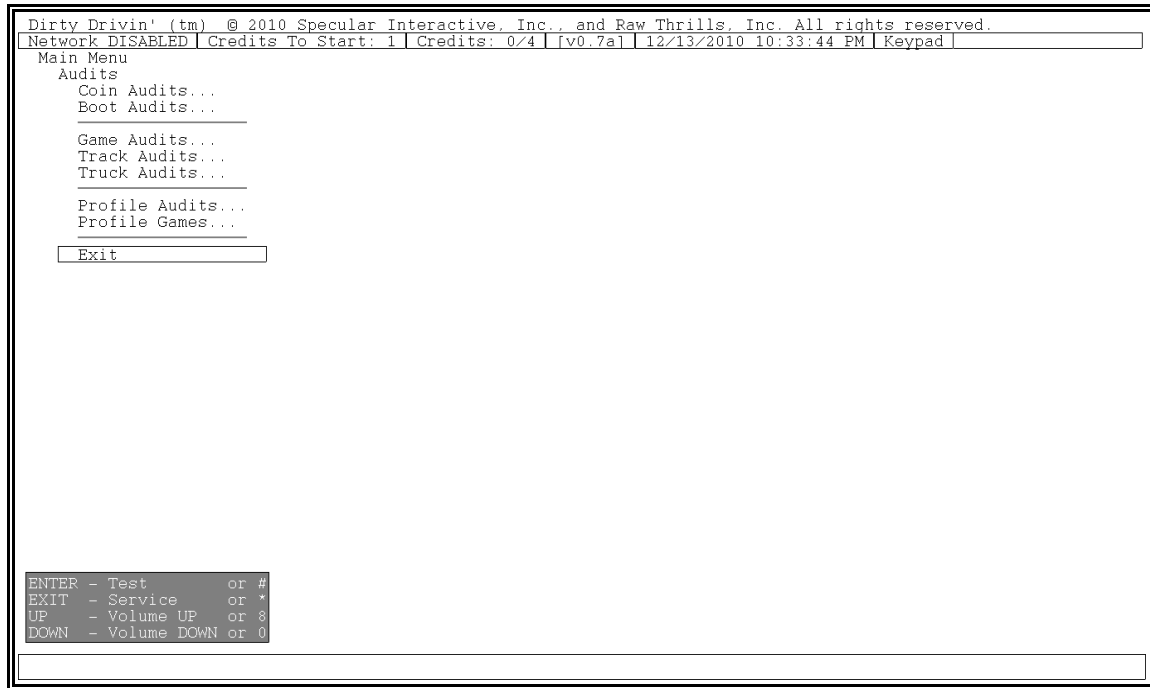 Dirty Drivin' (tm)  @ 2010 Specular Interactive, Inc., and Raw Thrills, Inc. All rights reserved.
Network DISABLED | Credits To Start: 1 | Credits: 0/4 | [v0.7a] | 12/13/2010 10:33:44 PM | Keypad |
Main Menu
Audits
Coin Audits...
Boot Audits...
Game Audits...
Track Audits...
Truck Audits...
Profile Audits...
Profile Games...
Exit
ENTER - Test or #
EXIT - Service or *
UP - Volume UP or 8
DOWN - Volume DOWN or 0